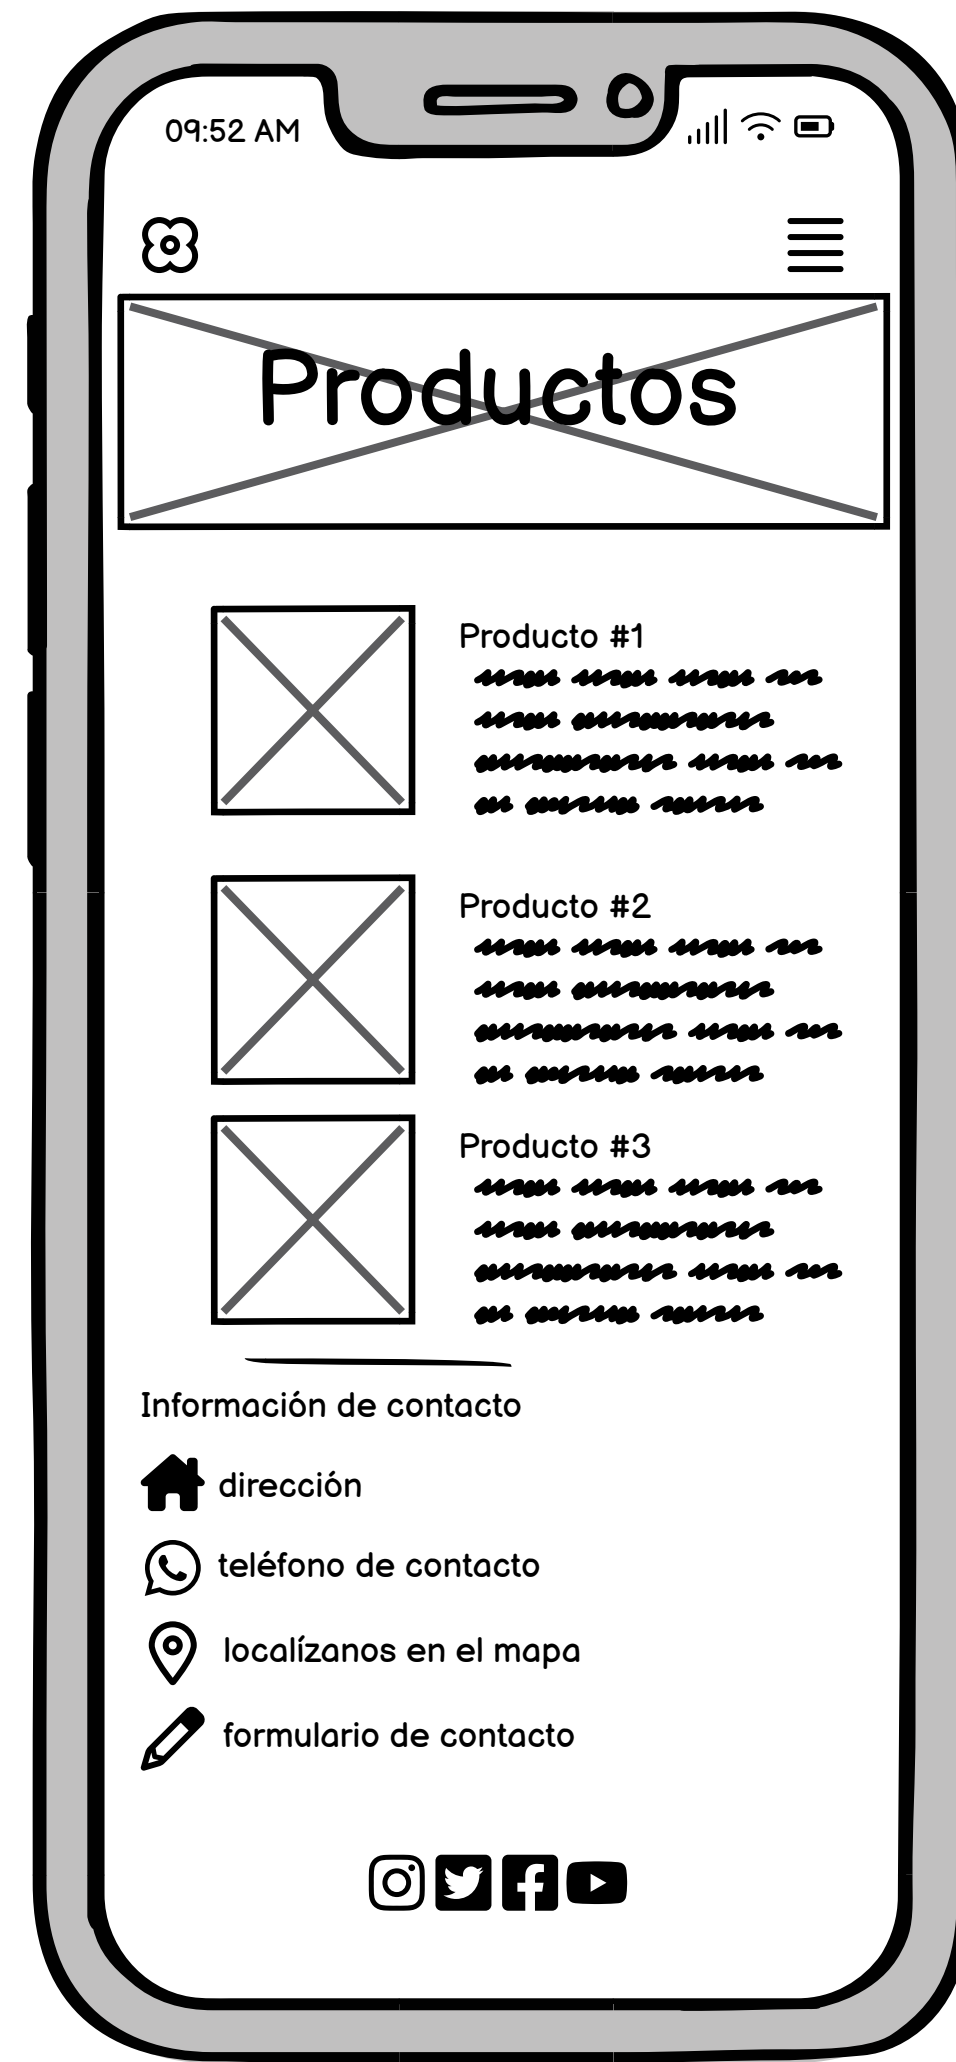 09:52 AM
Productos
Producto #1
Producto #2
Producto #3
Información de contacto
dirección
teléfono de contacto
localízanos en el mapa
formulario de contacto